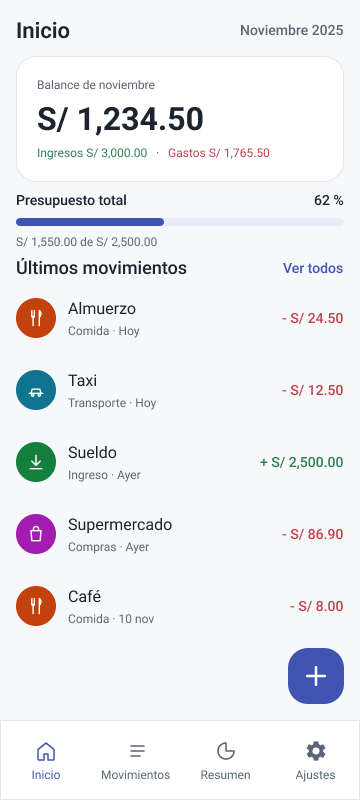 Inicio
Noviembre 2025
Balance de noviembre
S/ 1,234.50
Ingresos S/ 3,000.00 · Gastos S/ 1,765.50
Presupuesto total
62 %
S/ 1,550.00 de S/ 2,500.00
Últimos movimientos
Ver todos
Almuerzo
Comida · Hoy
- S/ 24.50
Taxi
Transporte · Hoy
- S/ 12.50
Sueldo
Ingreso · Ayer
+ S/ 2,500.00
Supermercado
Compras · Ayer
- S/ 86.90
Café
Comida · 10 nov
- S/ 8.00
Inicio
Movimientos
Resumen
Ajustes